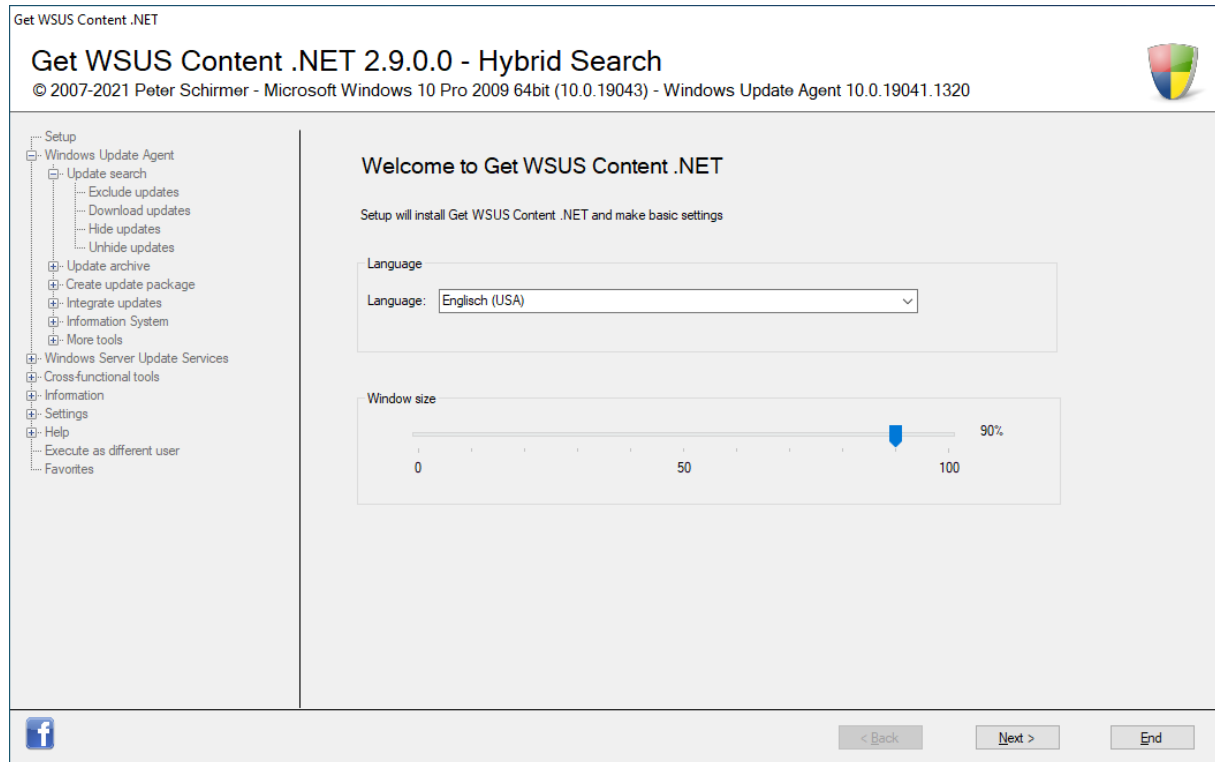 Get WSUS Content .NET
Get WSUS Content .NET 2.9.0.0 - Hybrid Search
© 2007-2021 Peter Schirmer - Microsoft Windows 10 Pro 2009 64bit (10.0.19043) - Windows Update Agent 10.0.19041.1320
Setup
Windows Update Agent
Update search
Exclude updates
Download updates
Hide updates
Unhide updates
Update archive
Create update package
Integrate updates
Information System
More tools
Windows Server Update Services
Cross-functional tools
Information
Settings
Help
Execute as different user
Favorites
Welcome to Get WSUS Content .NET
Setup will install Get WSUS Content .NET and make basic settings
Language
Language: Englisch (USA)
Window size
90%
0 50 100
f
< Back Next > End